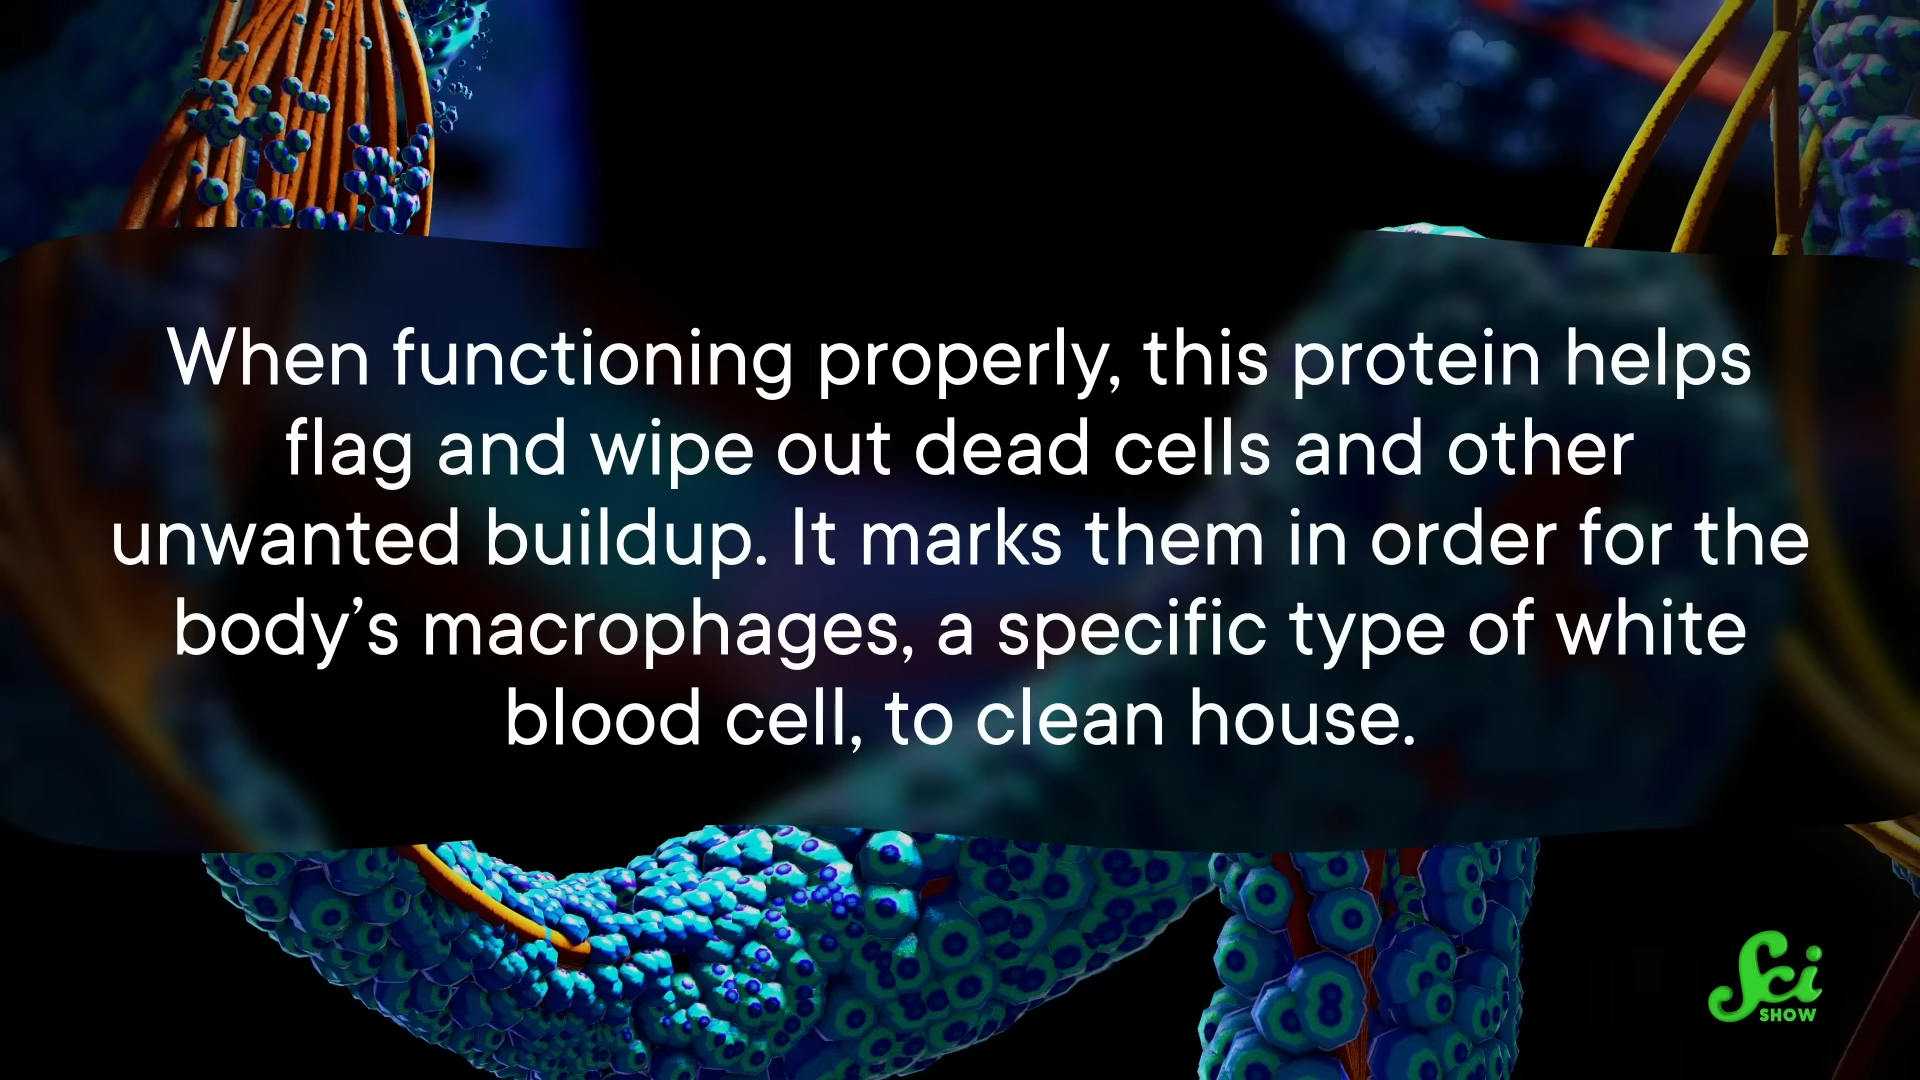 When functioning properly, this protein helps
flag and wipe out dead cells and other
unwanted buildup. It marks them in order for the
body’s macrophages, a specific type of white
blood cell, to clean house.
Sci
SHOW